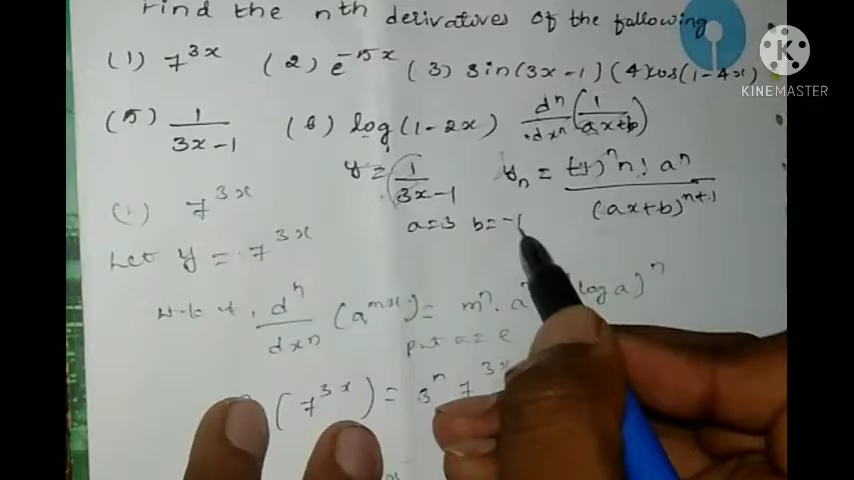 Find the nth derivatives of the following
(1) 7^{3x} (2) e^{-15x} (3) sin(3x-1) (4) cos(1-4x)
(5) 1/(3x-1) (6) log(1-2x) d^n/dx^n (1/(ax+b))
y = 1/(3x-1) y_n = (-1)^n n! a^n/(ax+b)^{n+1}
(1) 7^{3x} a=3 b=-1
Let y = 7^{3x}
W.K.T d^n/dx^n (a^{mx}) = m^n. a (log a)^n
put a = e
(7^{3x}) = 3^n 7^{3x}
KINEMASTER